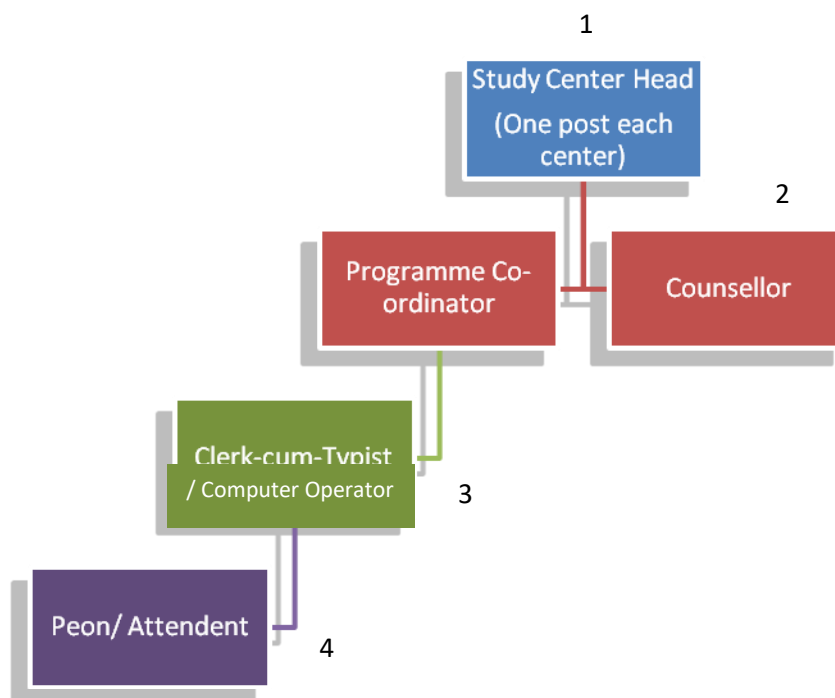 1
Study Center Head
(One post each
center)
2
Programme Co-
ordinator
Counsellor
Clerk-cum-Typist
/ Computer Operator
3
Peon/ Attendent
4